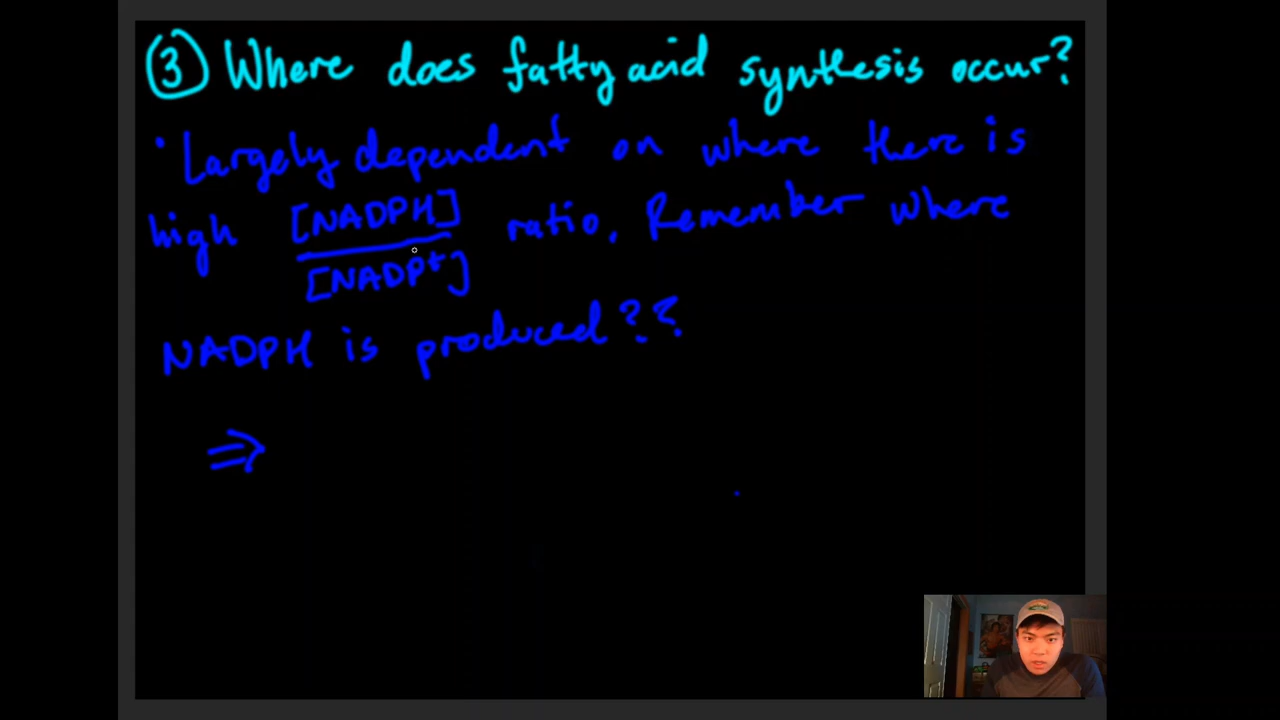 ③ Where does fatty acid synthesis occur?
• Largely dependent on where there is
high [NADPH]/[NADP+] ratio. Remember where
NADPH is produced??
⇒